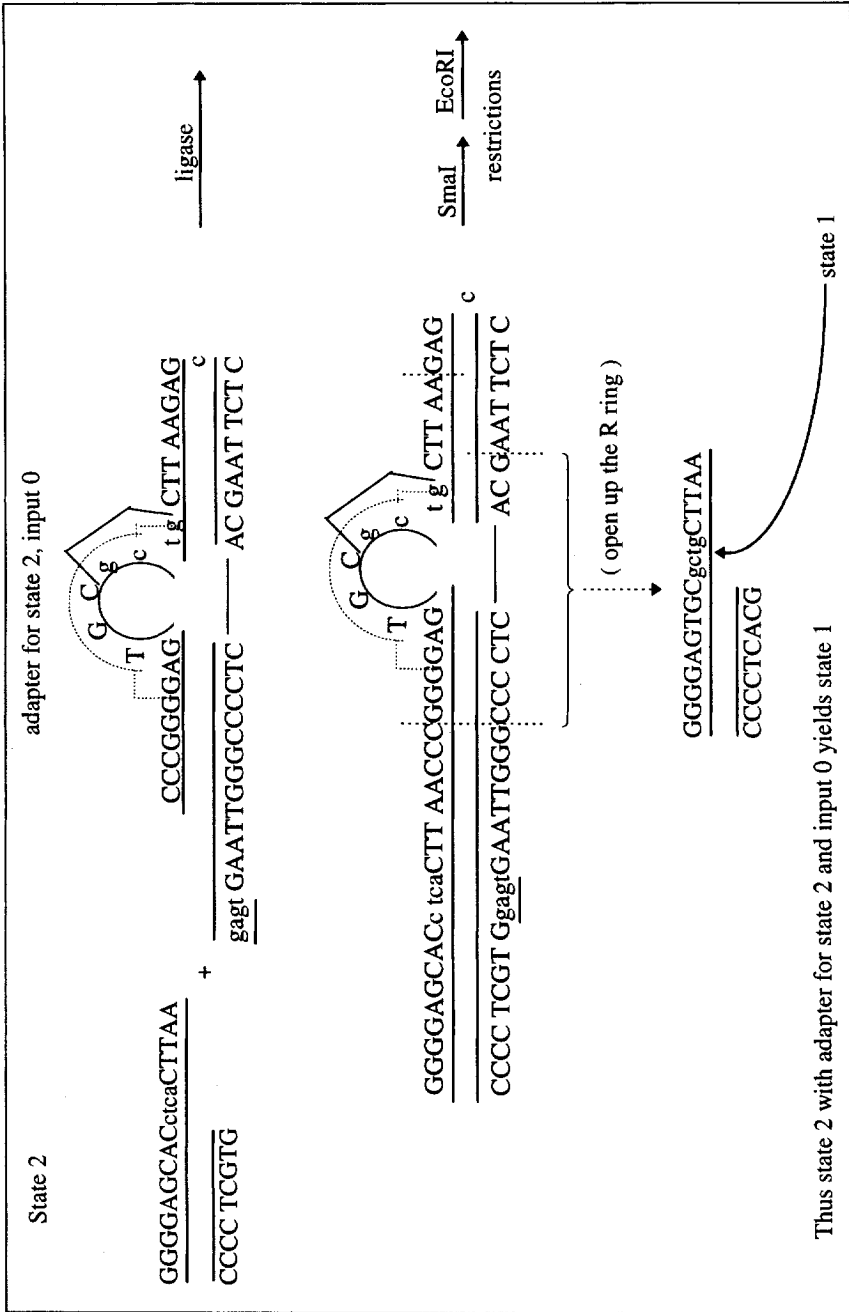 State 2
adapter for state 2, input 0
GGGGAGCACctcaCTTAA
CCCC TCGTG
+
CCCGGGGAG
T
G
C
g
c
t g CTT AAGAG
c
gagt GAATTGGGCCCCTC
AC GAAT TCT C
ligase
GGGGAGCACc tcaCTT AACCCGGGGAG
T
G
C
g
c
t g CTT AAGAG
c
CCCC TCGT GgagtGAATTGGGCCC CTC
AC GAAT TCT C
SmaI
EcoRI
restrictions
( open up the R ring )
GGGGAGTGCgctgCTTAA
CCCCTCACG
state 1
Thus state 2 with adapter for state 2 and input 0 yields state 1